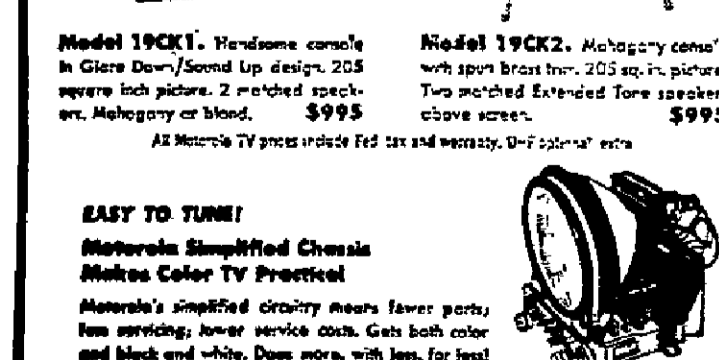 Model 19CK1. Handsome console
in Glare Down/Sound Up design. 205
square inch picture. 2 matched speak-
ers. Mahogany or blond. $995
Model 19CK2. Mahogany consol
with spun brass trim. 205 sq. in. picture
Two matched Extended Tone speaker
above screen. $995
All Motorola TV prices include Fed. tax and warranty. UHF optional extra
EASY TO TUNE!
Motorola Simplified Chassis
Makes Color TV Practical
Motorola's simplified circuitry means fewer parts;
less servicing; lower service costs. Gets both color
and black and white. Does more, with less, for less!